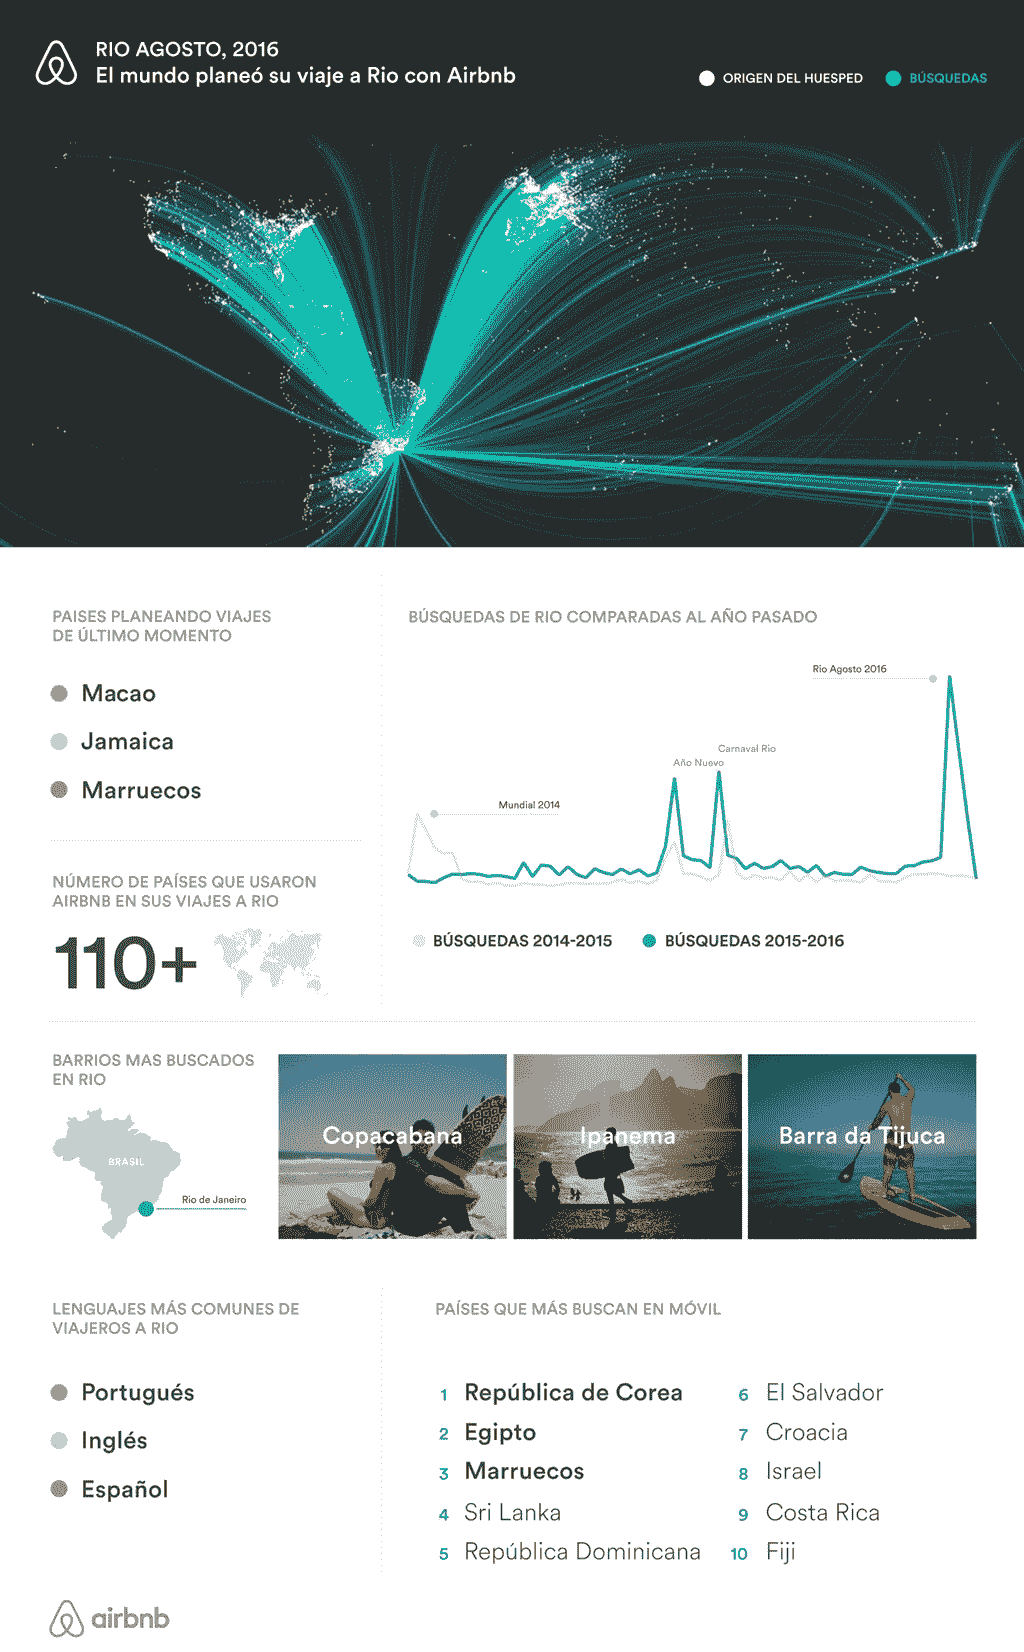 RIO AGOSTO, 2016
El mundo planeó su viaje a Rio con Airbnb
ORIGEN DEL HUESPED
BÚSQUEDAS
PAISES PLANEANDO VIAJES
DE ÚLTIMO MOMENTO
Macao
Jamaica
Marruecos
NÚMERO DE PAÍSES QUE USARON
AIRBNB EN SUS VIAJES A RIO
110+
BÚSQUEDAS DE RIO COMPARADAS AL AÑO PASADO
Rio Agosto 2016
Carnaval Rio
Año Nuevo
Mundial 2014
BÚSQUEDAS 2014-2015
BÚSQUEDAS 2015-2016
BARRIOS MAS BUSCADOS
EN RIO
BRASIL
Rio de Janeiro
Copacabana
Ipanema
Barra da Tijuca
LENGUAJES MÁS COMUNES DE
VIAJEROS A RIO
Portugués
Inglés
Español
PAÍSES QUE MÁS BUSCAN EN MÓVIL
1 República de Corea
2 Egipto
3 Marruecos
4 Sri Lanka
5 República Dominicana
6 El Salvador
7 Croacia
8 Israel
9 Costa Rica
10 Fiji
airbnb